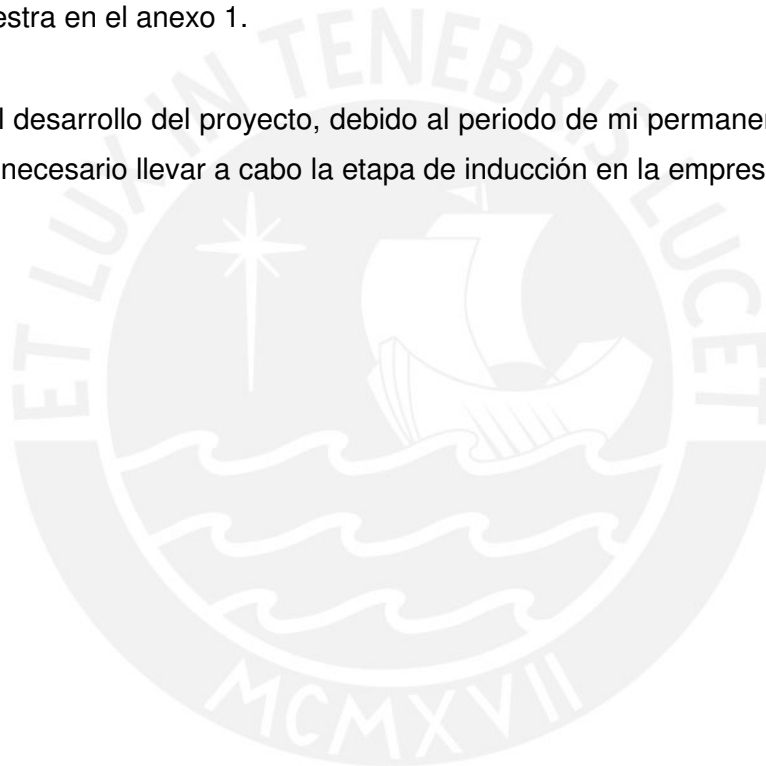 estra en el anexo 1.
l desarrollo del proyecto, debido al periodo de mi permane
necesario llevar a cabo la etapa de inducción en la empres
ET LUX IN TENEBRIS LUCET
MCMXVII